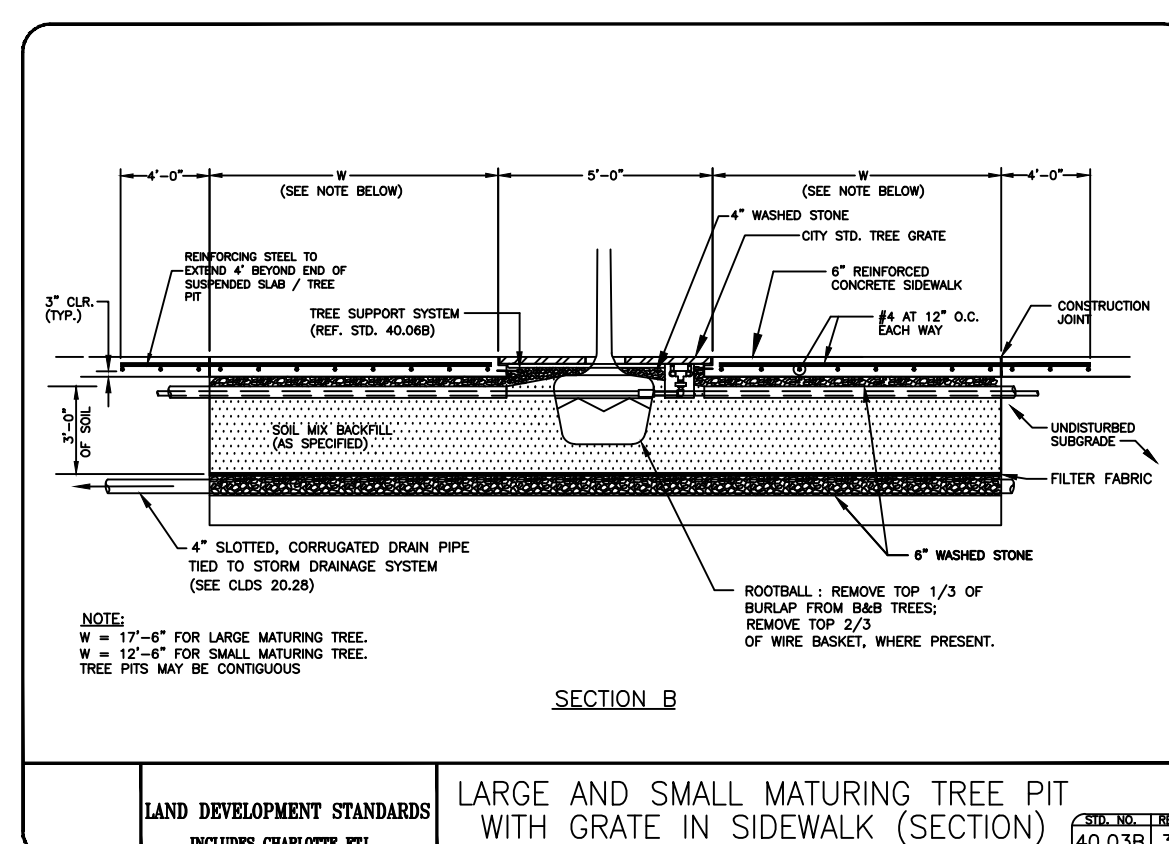 4'-0"
W
(SEE NOTE BELOW)
5'-0"
W
(SEE NOTE BELOW)
4'-0"
4" WASHED STONE
CITY STD. TREE GRATE
REINFORCING STEEL TO
EXTEND 4' BEYOND END OF
SUSPENDED SLAB / TREE
PIT
6" REINFORCED
CONCRETE SIDEWALK
3" CLR.
(TYP.)
TREE SUPPORT SYSTEM
(REF. STD. 40.06B)
#4 AT 12" O.C.
EACH WAY
CONSTRUCTION
JOINT
3'-0"
OF SOIL
SOIL MIX BACKFILL
(AS SPECIFIED)
UNDISTURBED
SUBGRADE
FILTER FABRIC
4" SLOTTED, CORRUGATED DRAIN PIPE
TIED TO STORM DRAINAGE SYSTEM
(SEE CLDS 20.28)
6" WASHED STONE
ROOTBALL : REMOVE TOP 1/3 OF
BURLAP FROM B&B TREES;
REMOVE TOP 2/3
OF WIRE BASKET, WHERE PRESENT.
NOTE:
W = 17'-6" FOR LARGE MATURING TREE.
W = 12'-6" FOR SMALL MATURING TREE.
TREE PITS MAY BE CONTIGUOUS
SECTION B
LAND DEVELOPMENT STANDARDS
INCLUDES CHARLOTTE ETJ
LARGE AND SMALL MATURING TREE PIT
WITH GRATE IN SIDEWALK (SECTION)
STD. NO.
40.03B